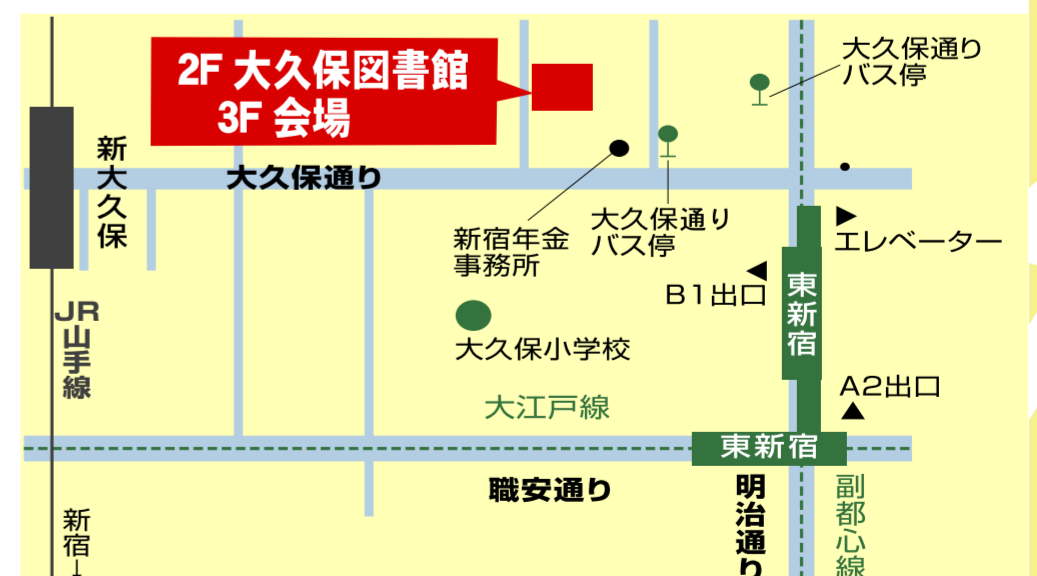 2F 大久保図書館
3F 会場
大久保通り
バス停
新大久保
大久保通り
新宿年金
事務所
大久保通り
バス停
エレベーター
B1出口
東新宿
JR山手線
大久保小学校
A2出口
大江戸線
東新宿
職安通り
明治通り
副都心線
新宿↓